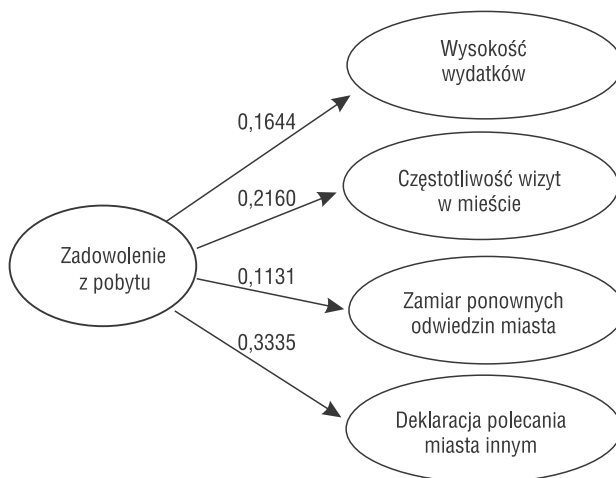 Wysokość
wydatków
0,1644
Częstotliwość wizyt
w mieście
0,2160
Zadowolenie
z pobytu
0,1131
Zamiar ponownych
odwiedzin miasta
0,3335
Deklaracja polecania
miasta innym